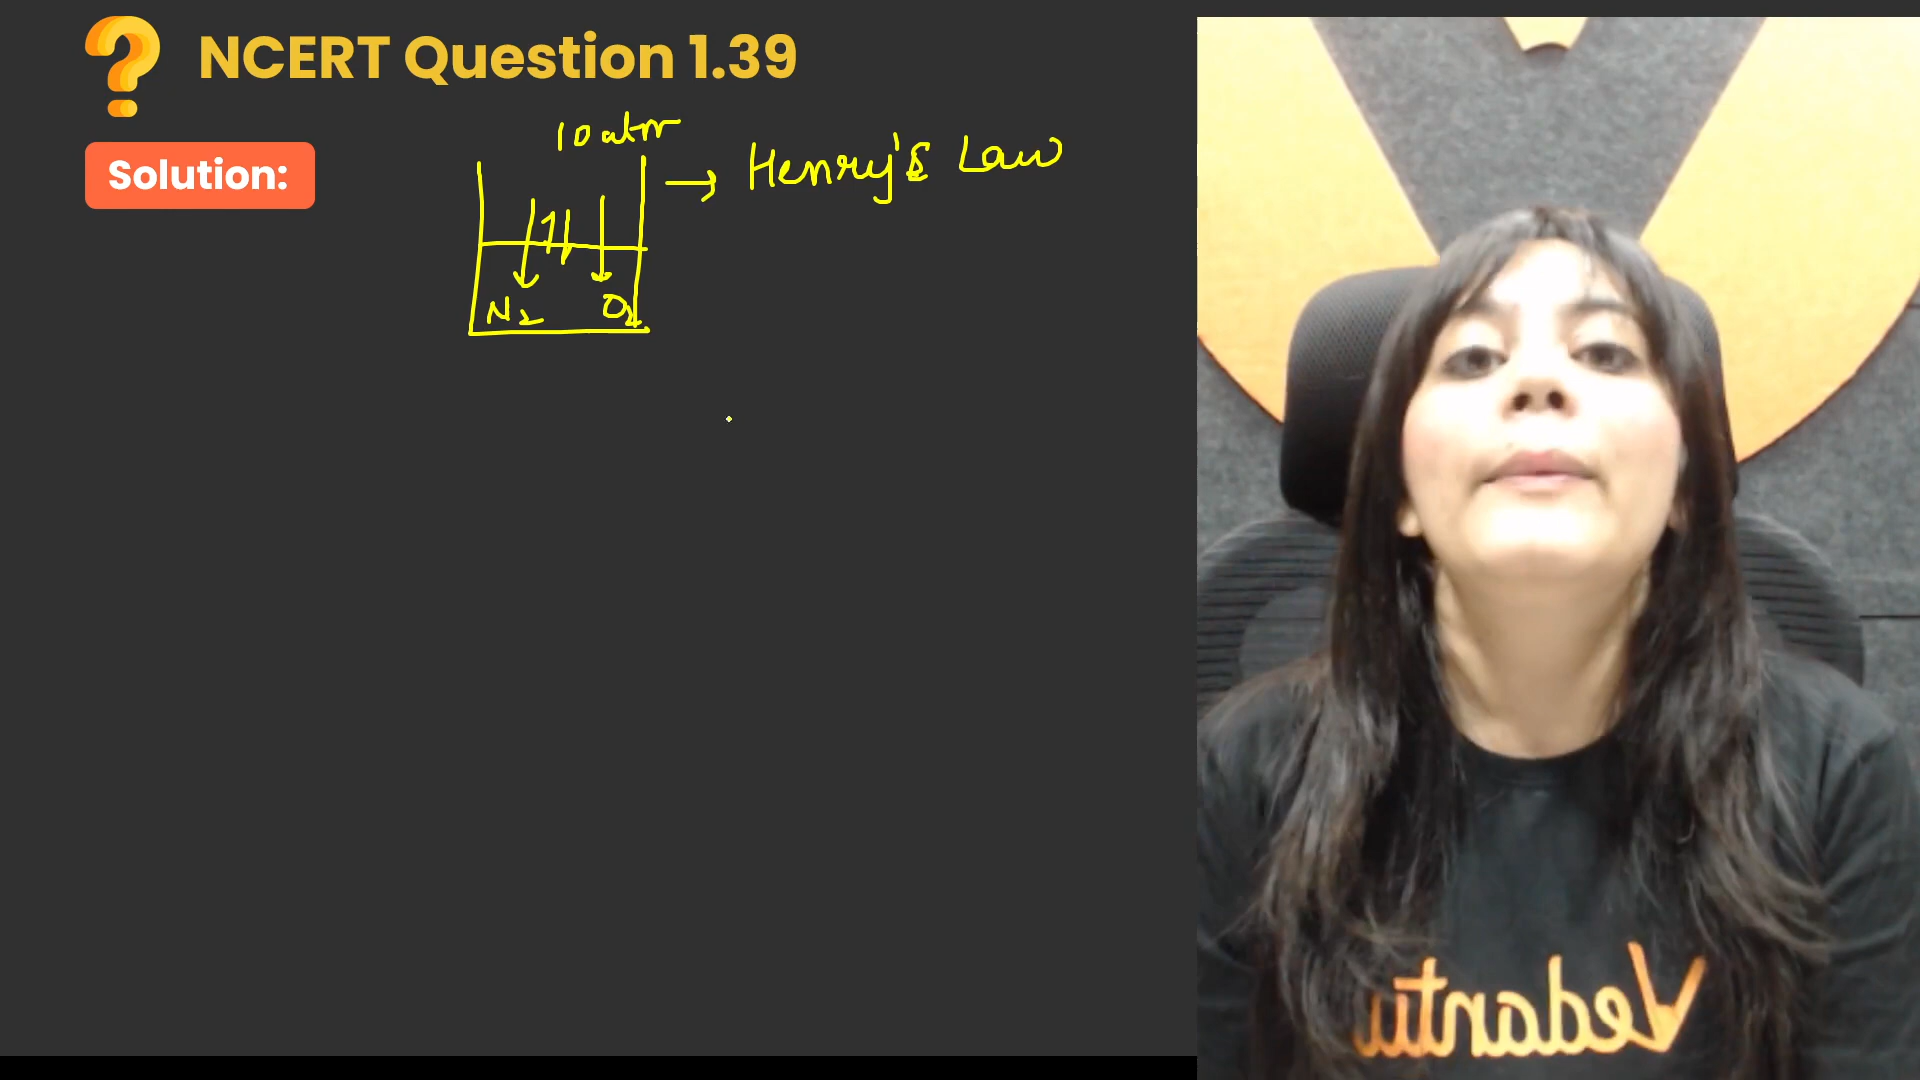 NCERT Question 1.39
Solution:
10 atm
→ Henry's Law
N₂ O₂
Vedantu